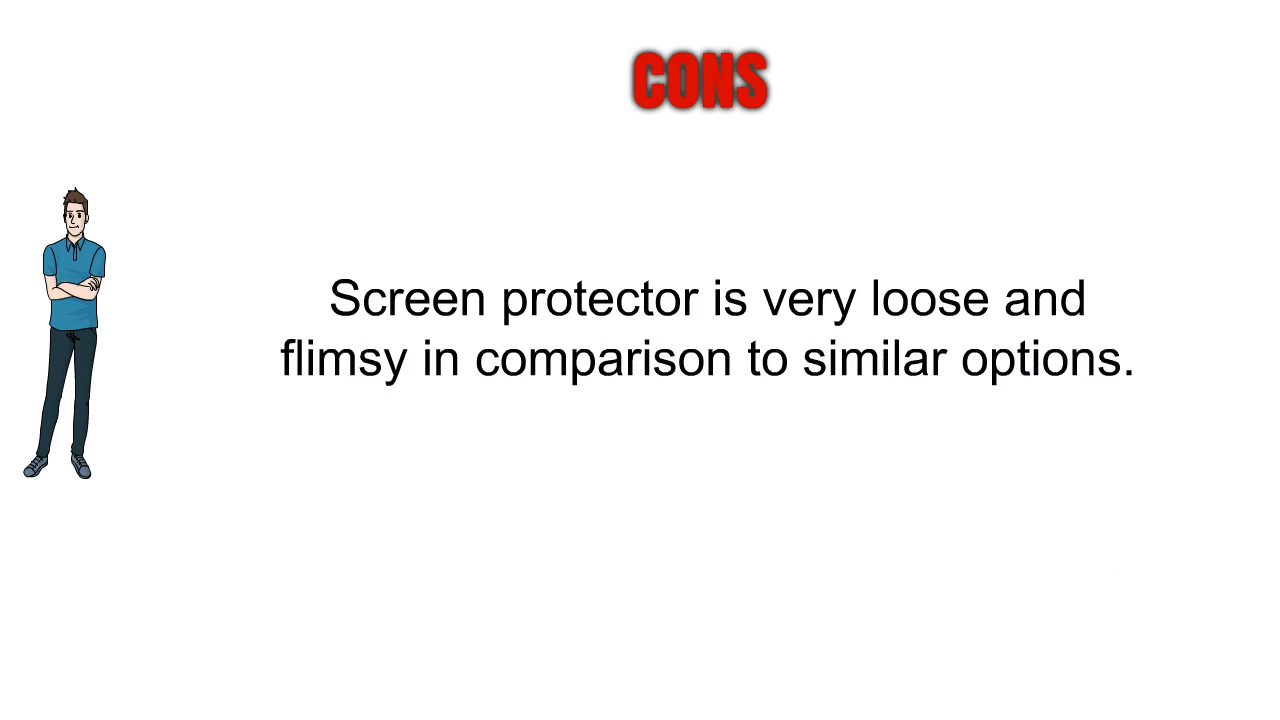 CONS
Screen protector is very loose and
flimsy in comparison to similar options.